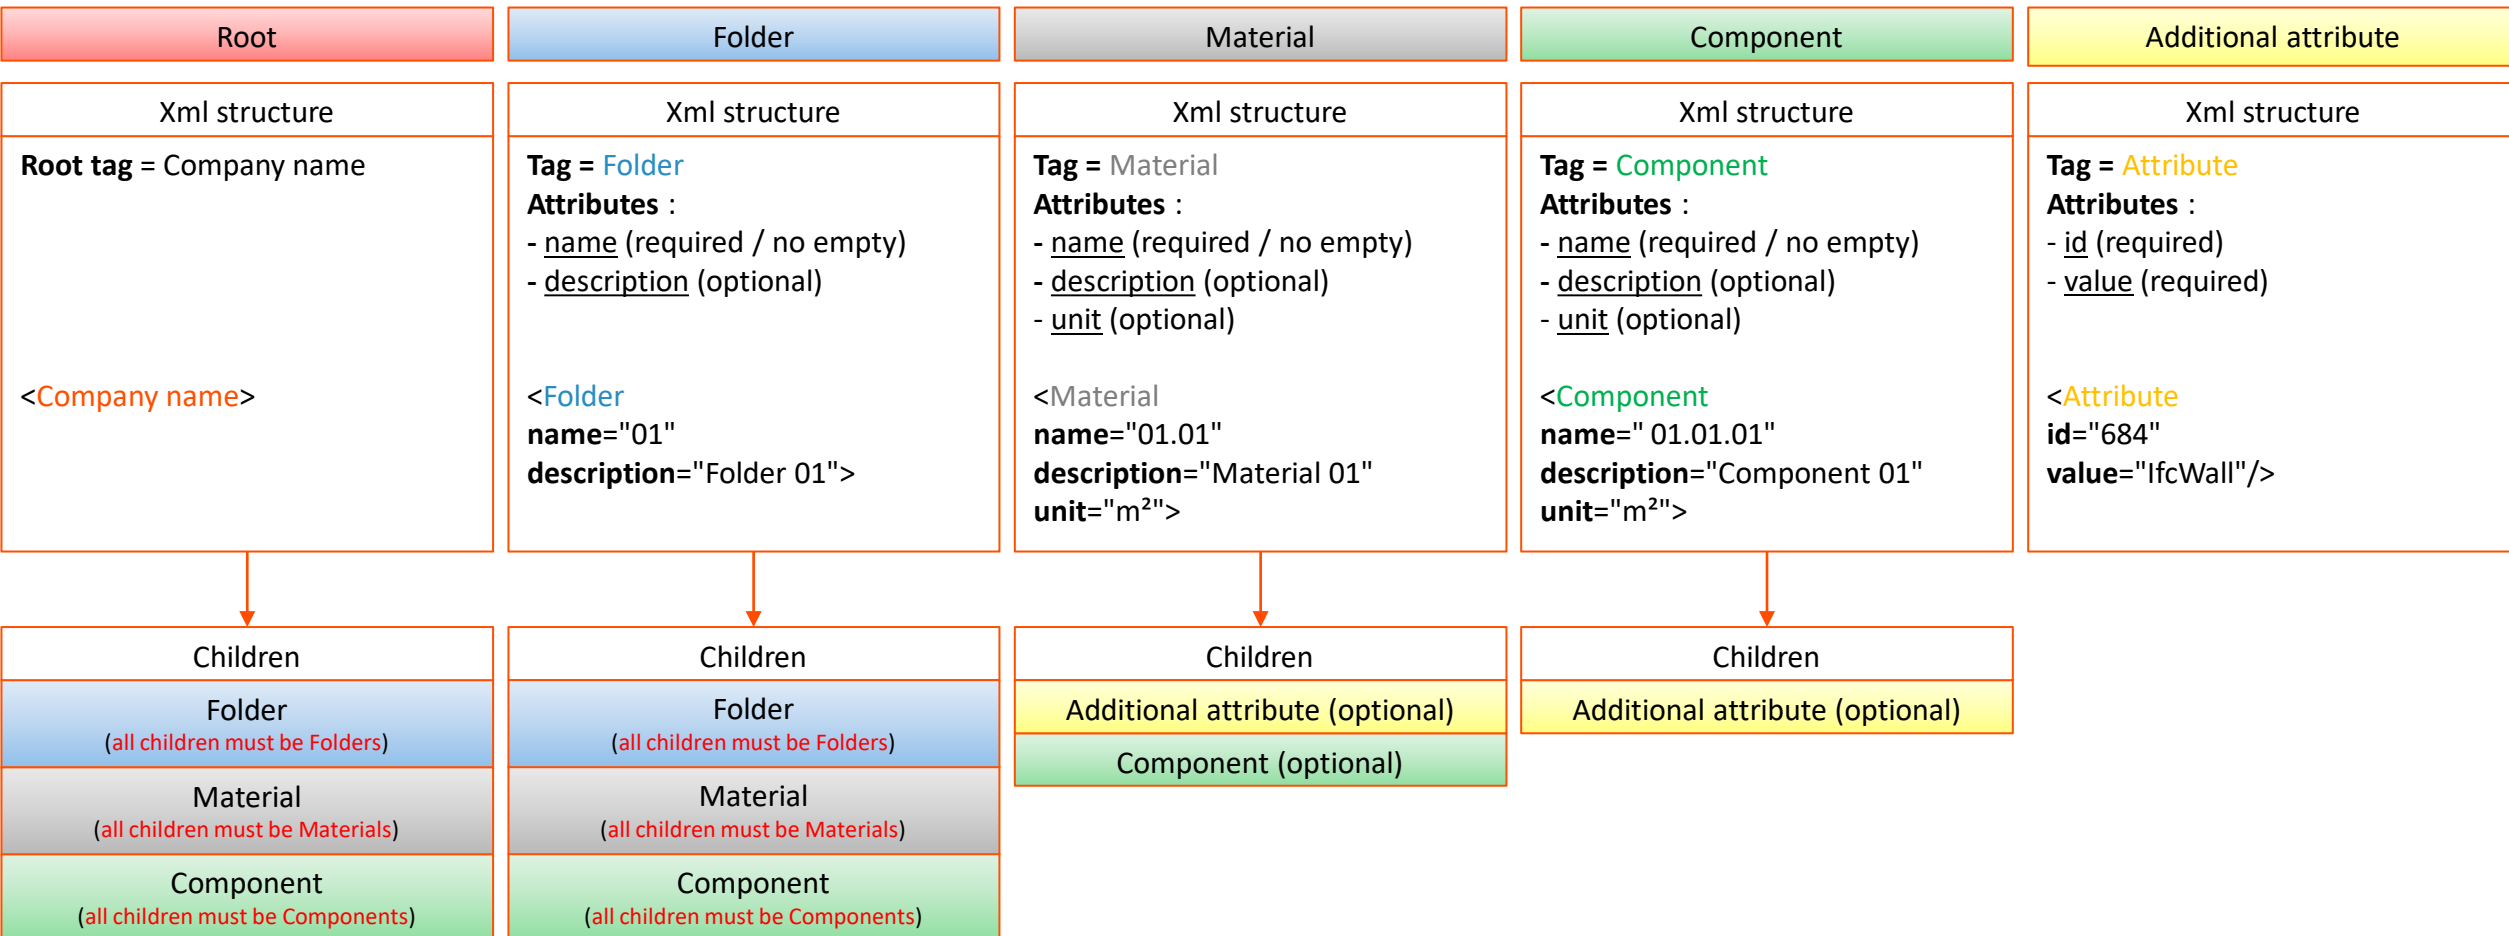 Root
Xml structure
Root tag = Company name
<Company name>
Children
Folder
(all children must be Folders)
Material
(all children must be Materials)
Component
(all children must be Components)
Folder
Xml structure
Tag = Folder
Attributes :
- name (required / no empty)
- description (optional)
<Folder
name="01"
description="Folder 01">
Children
Folder
(all children must be Folders)
Material
(all children must be Materials)
Component
(all children must be Components)
Material
Xml structure
Tag = Material
Attributes :
- name (required / no empty)
- description (optional)
- unit (optional)
<Material
name="01.01"
description="Material 01"
unit="m²">
Children
Additional attribute (optional)
Component (optional)
Component
Xml structure
Tag = Component
Attributes :
- name (required / no empty)
- description (optional)
- unit (optional)
<Component
name=" 01.01.01"
description="Component 01"
unit="m²">
Children
Additional attribute (optional)
Additional attribute
Xml structure
Tag = Attribute
Attributes :
- id (required)
- value (required)
<Attribute
id="684"
value="IfcWall"/>